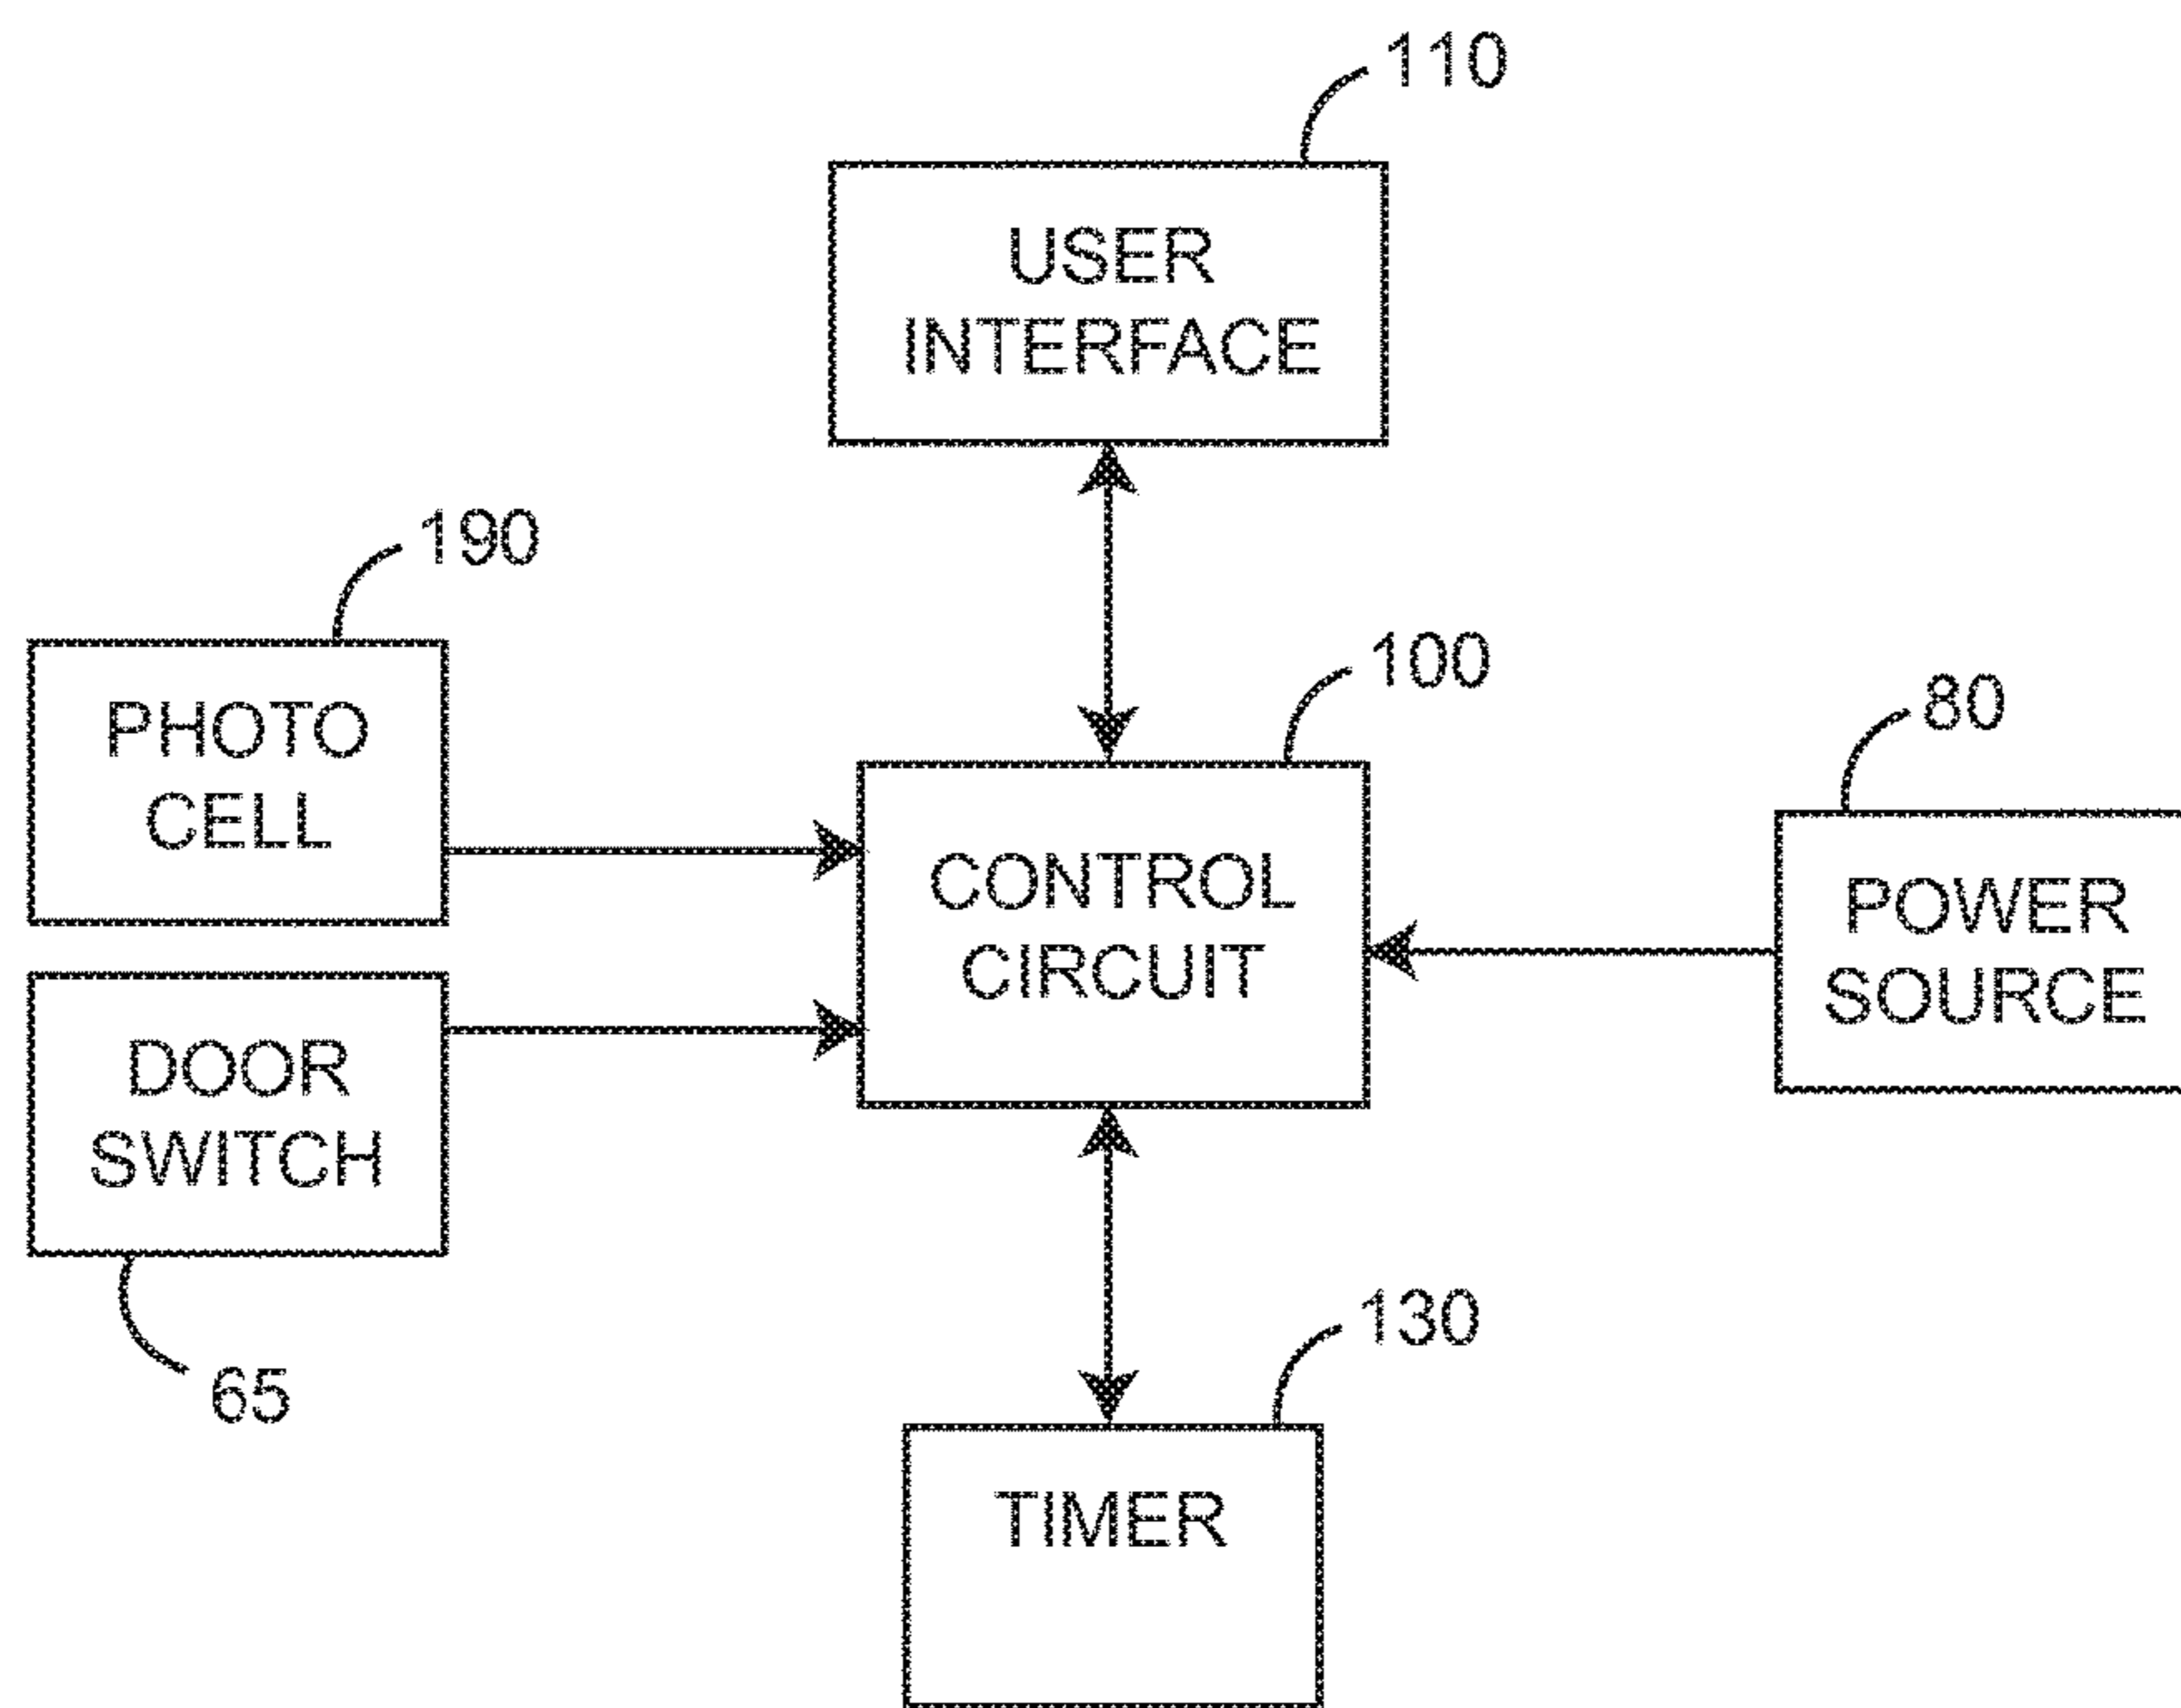 110
USER
INTERFACE
190
PHOTO
CELL
100
CONTROL
CIRCUIT
80
POWER
SOURCE
DOOR
SWITCH
65
130
TIMER